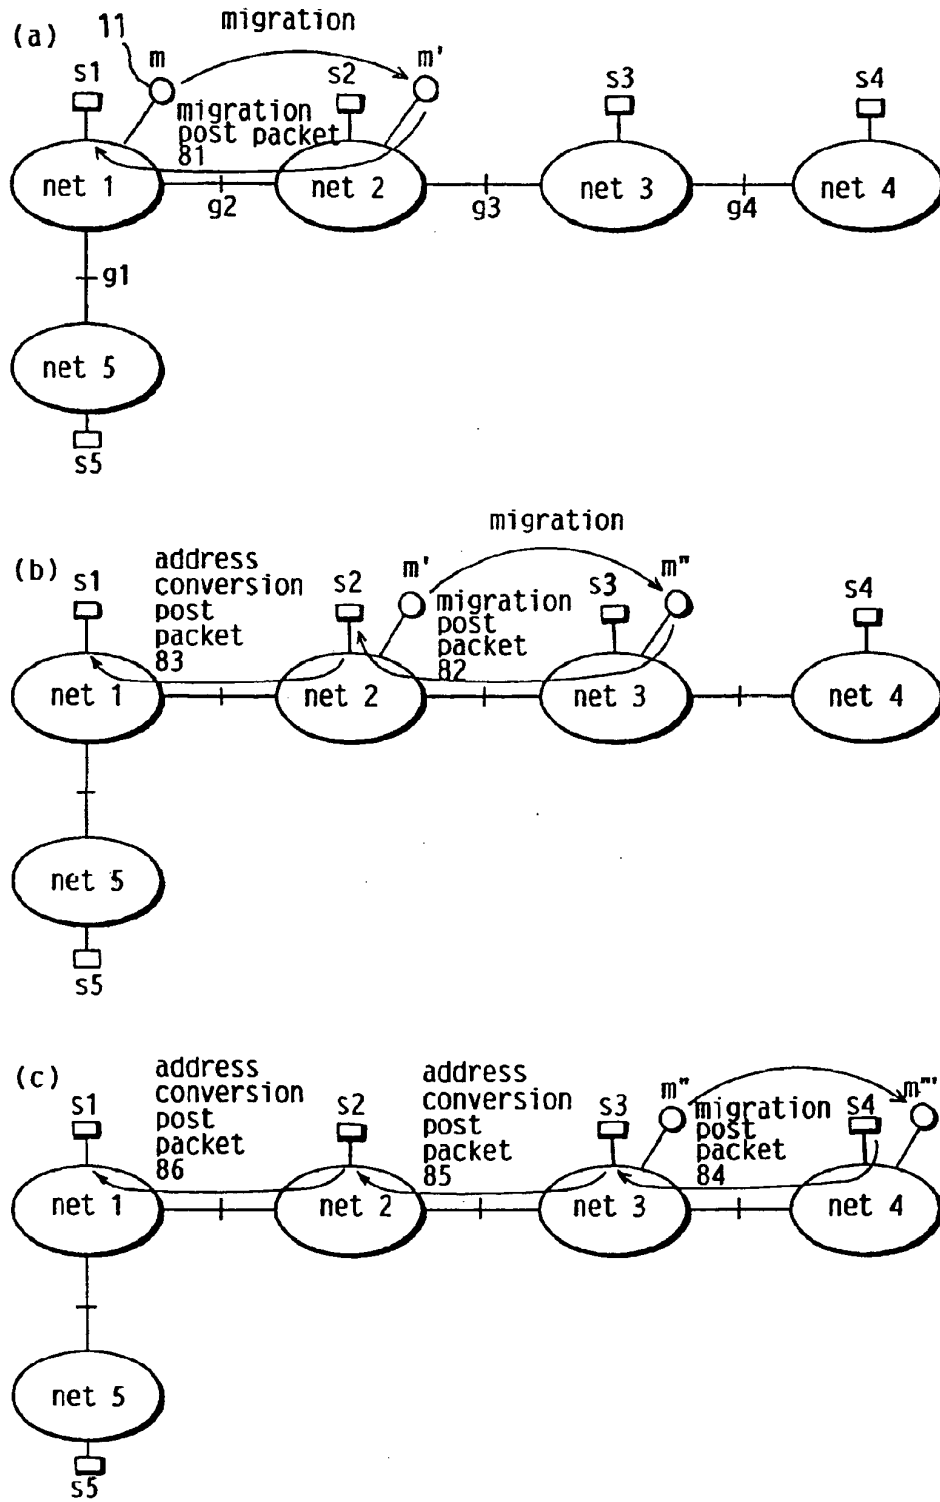 (a)
11
m
migration
m'
s1
s2
s3
s4
migration
post packet
81
net 1
net 2
net 3
net 4
g2
g3
g4
g1
net 5
s5
migration
(b)
s1
address
conversion
post
packet
83
s2
m'
migration
post
packet
82
s3
m"
s4
net 1
net 2
net 3
net 4
net 5
s5
(c)
s1
address
conversion
post
packet
86
s2
address
conversion
post
packet
85
s3
m"
migration
post
packet
84
s4
m"'
net 1
net 2
net 3
net 4
net 5
s5